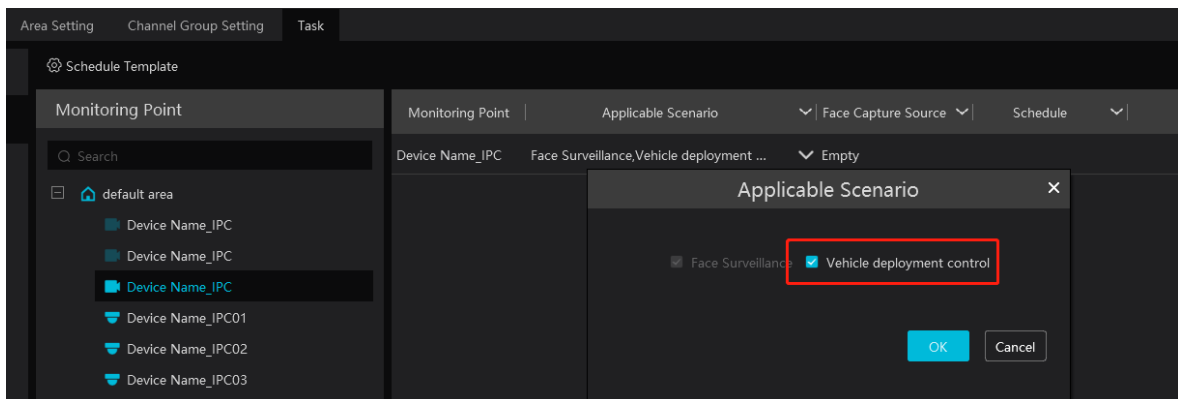 Area Setting Channel Group Setting Task
Schedule Template
Monitoring Point
Search
default area
Device Name_IPC
Device Name_IPC
Device Name_IPC
Device Name_IPC01
Device Name_IPC02
Device Name_IPC03
Monitoring Point Applicable Scenario Face Capture Source Schedule
Device Name_IPC Face Surveillance,Vehicle deployment ... Empty
Applicable Scenario
Face Surveillance Vehicle deployment control
OK Cancel